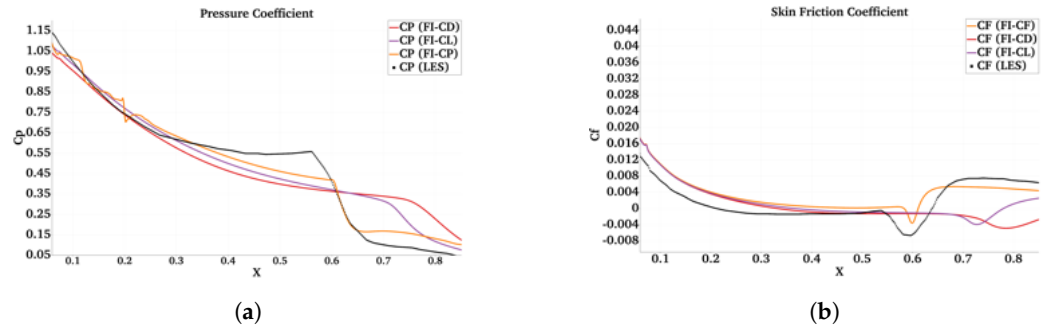 Pressure Coefficient
CP (FI-CD)
CP (FI-CL)
CP (FI-CP)
CP (LES)
1.15
1.05
0.95
0.85
0.75
0.65
0.55
0.45
0.35
0.25
0.15
0.05
Cp
0.1 0.2 0.3 0.4 0.5 0.6 0.7 0.8
X
(a)
Skin Friction Coefficient
CF (FI-CF)
CF (FI-CD)
CF (FI-CL)
CF (LES)
0.044
0.04
0.036
0.032
0.028
0.024
0.02
0.016
0.012
0.008
0.004
0
-0.004
-0.008
Cf
0.1 0.2 0.3 0.4 0.5 0.6 0.7 0.8
X
(b)